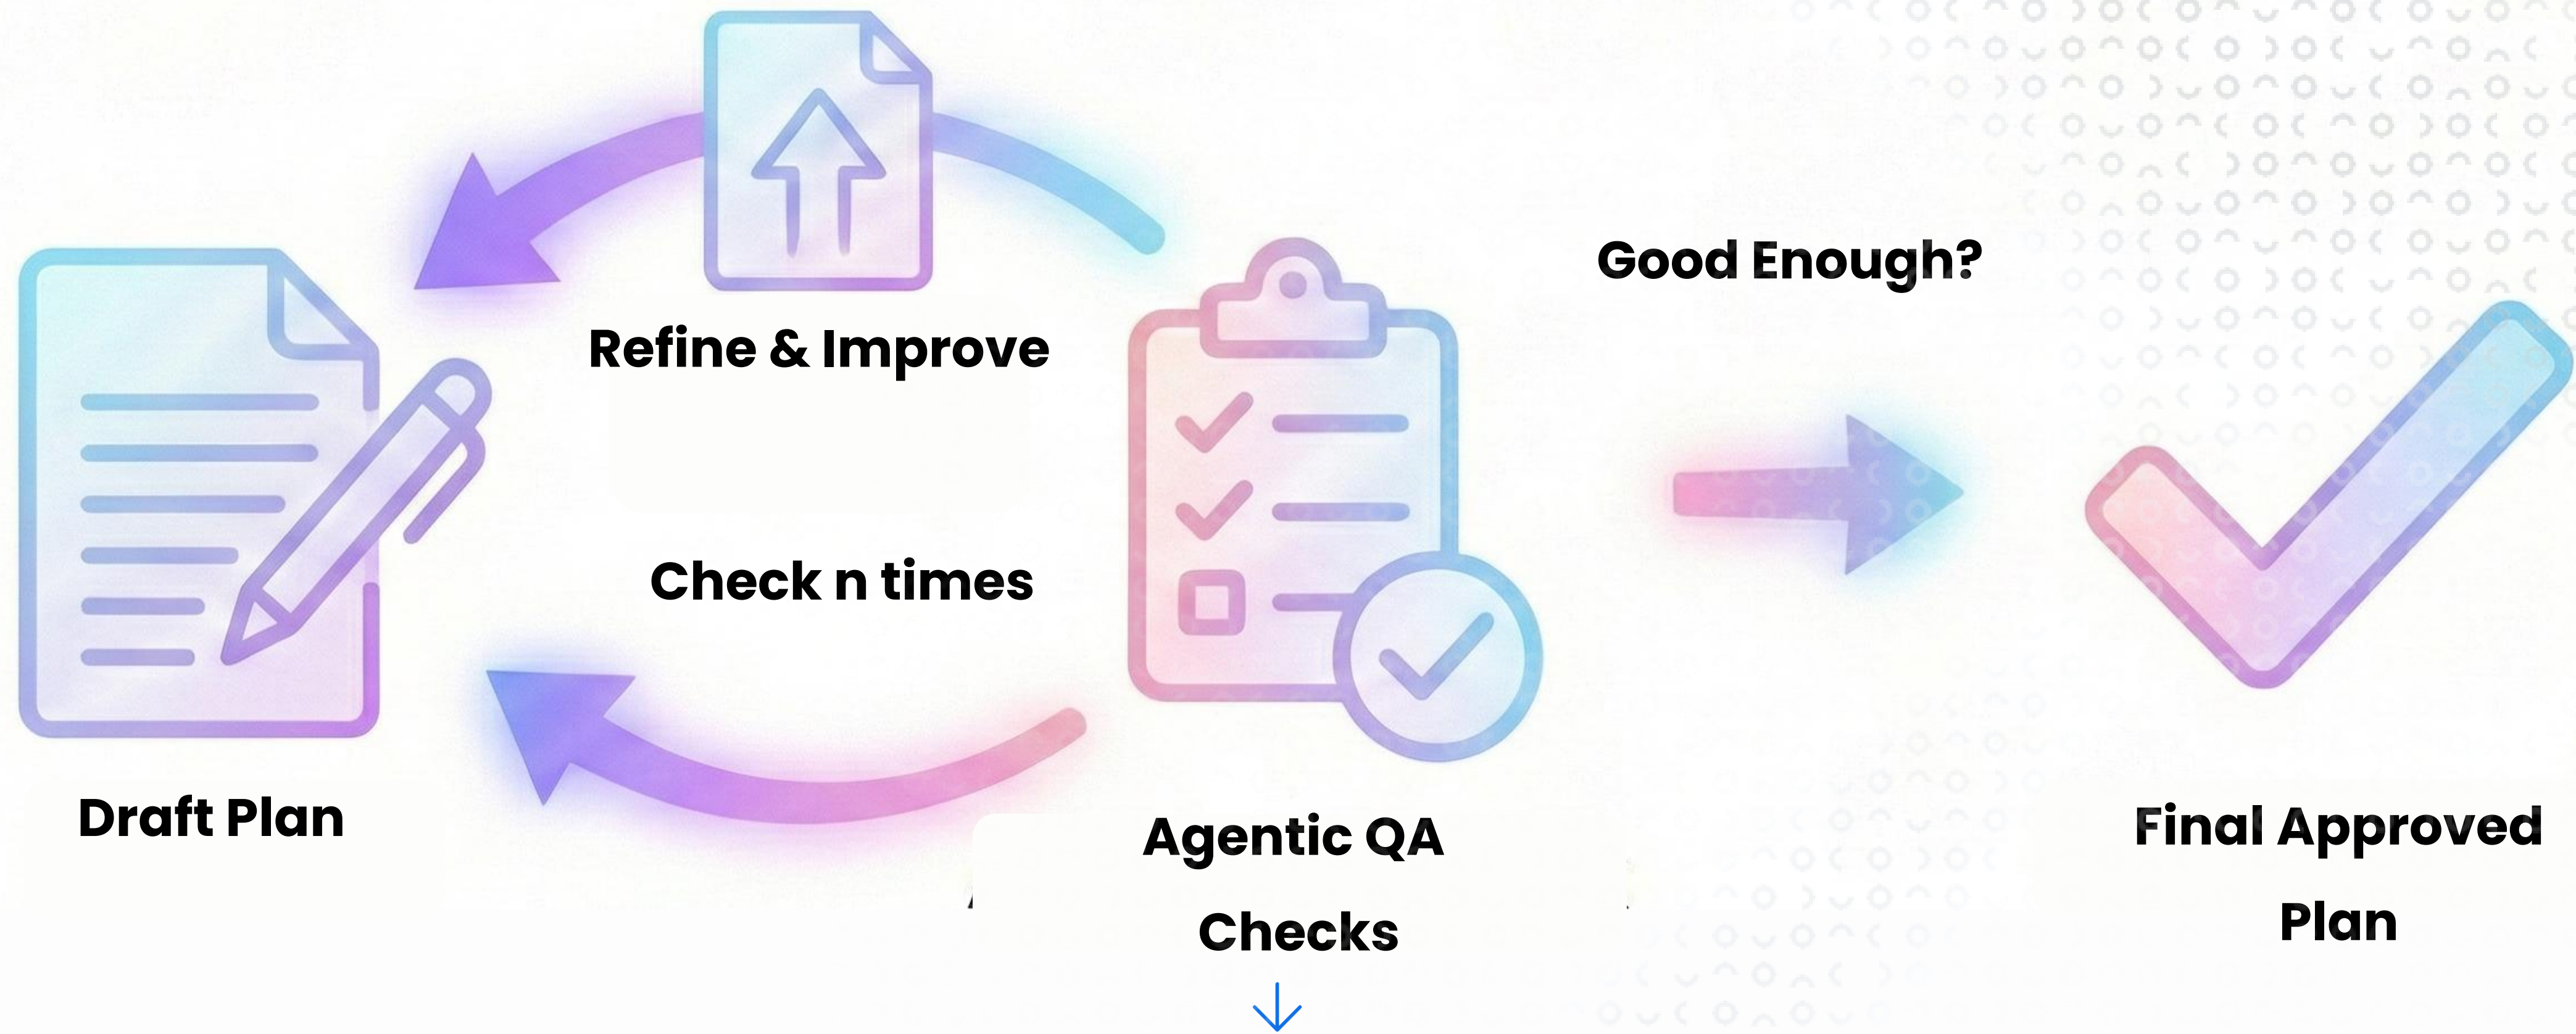 Good Enough?
Refine & Improve
Check n times
Draft Plan
Agentic QA
Checks
Final Approved
Plan